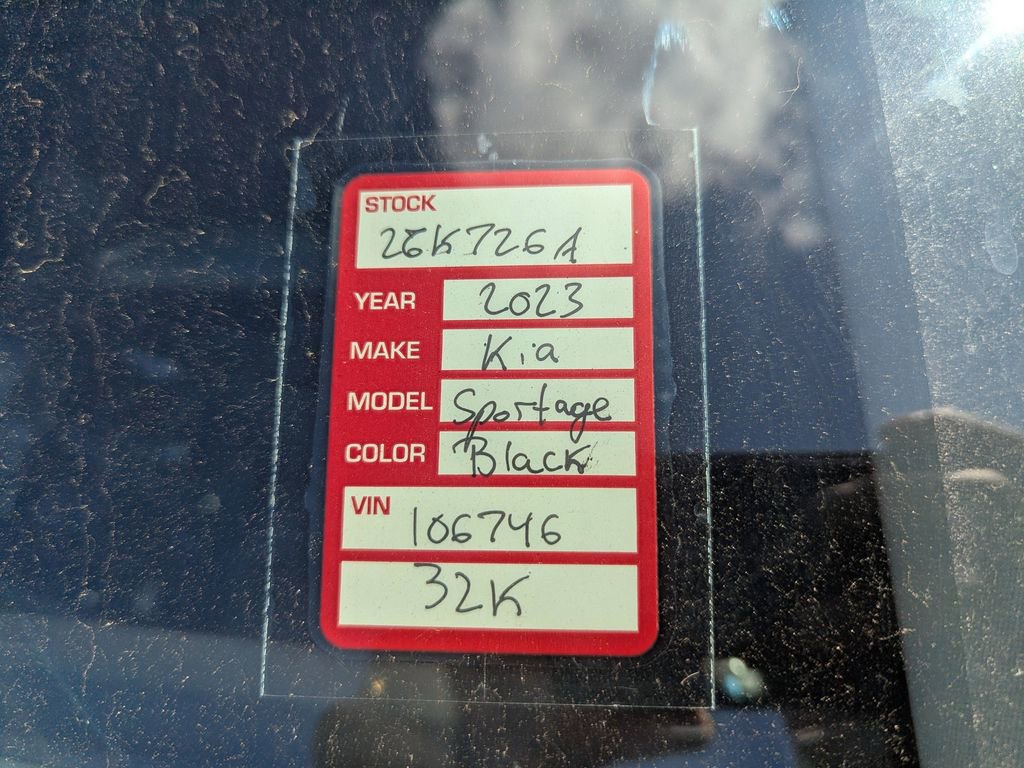 STOCK
26K726A
YEAR 2023
MAKE Kia
MODEL Sportage
COLOR Black
VIN 106746
32K